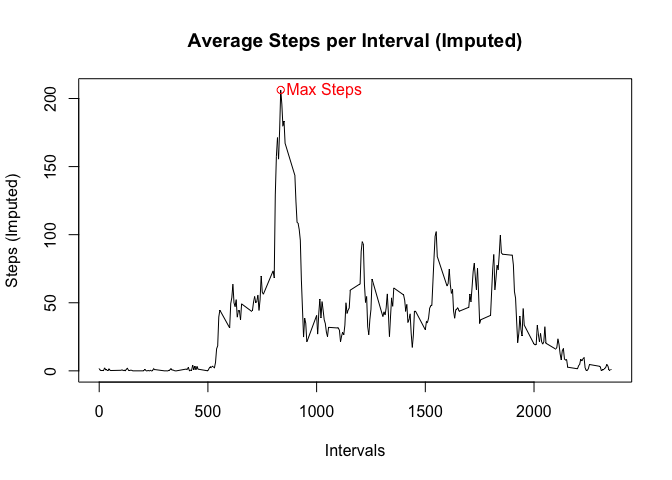 Average Steps per Interval (Imputed)
Max Steps
Steps (Imputed)
200
150
100
50
0
0 500 1000 1500 2000
Intervals